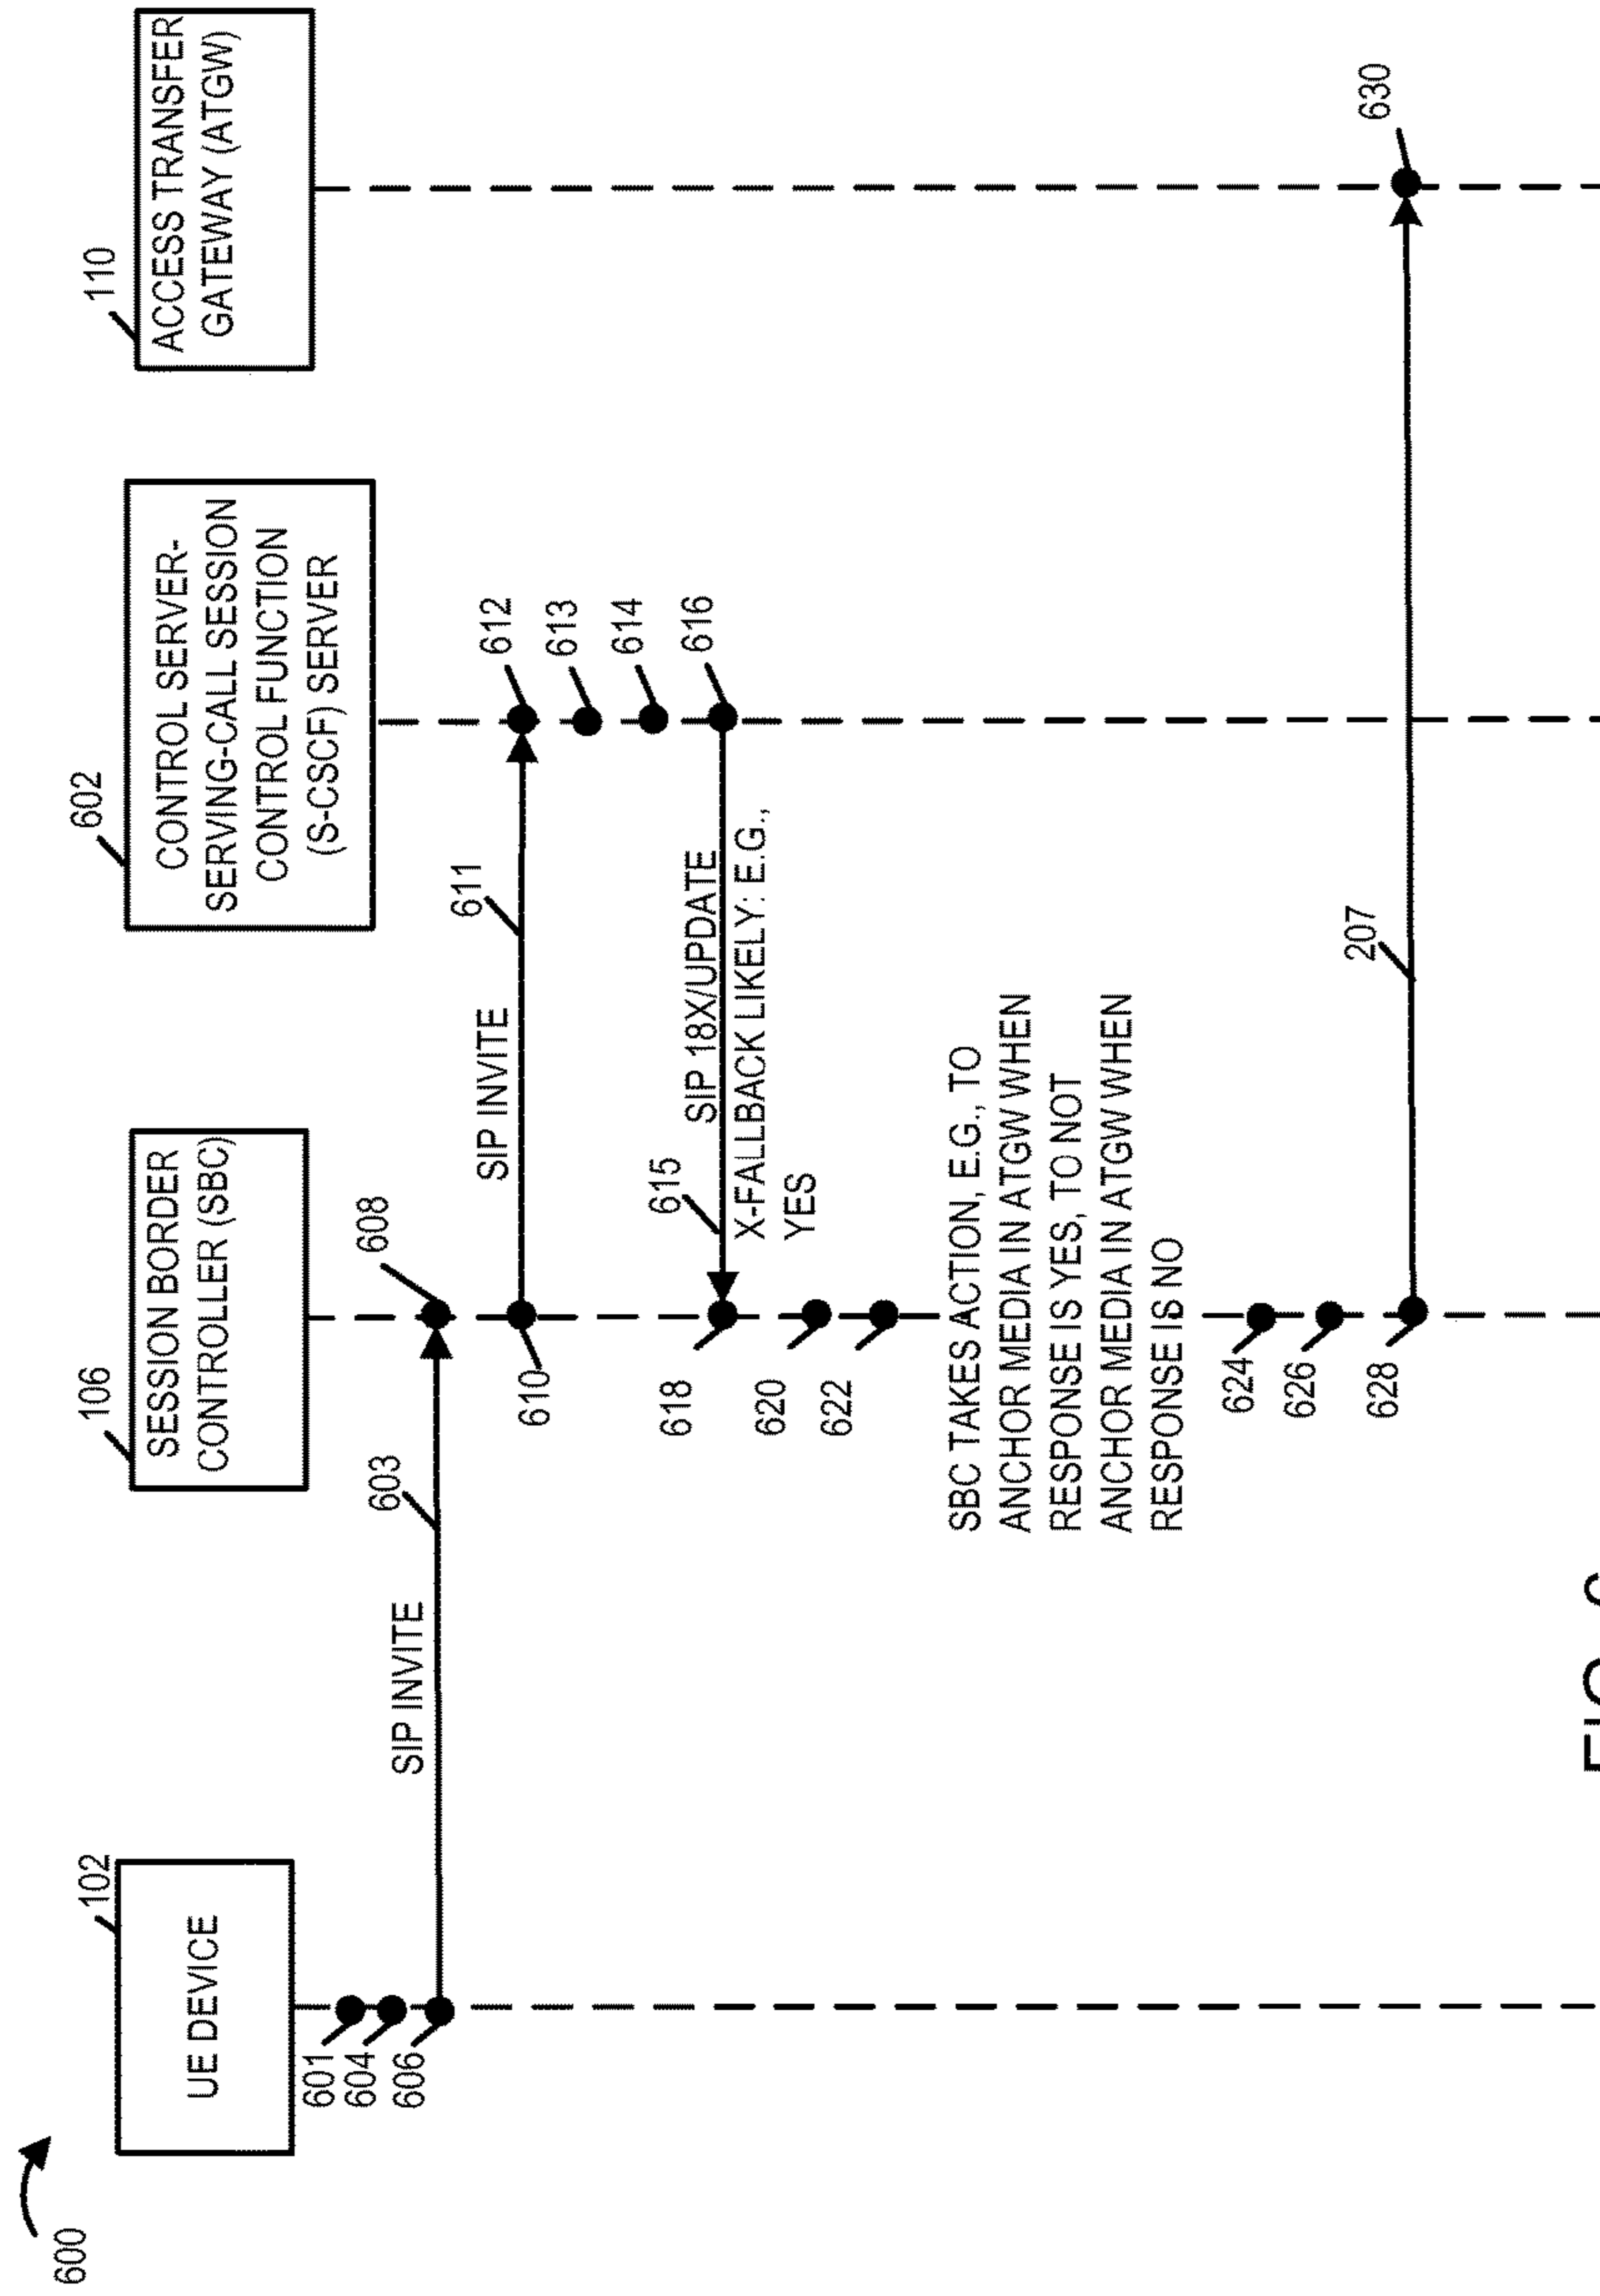 600
102
UE DEVICE
106
SESSION BORDER
CONTROLLER (SBC)
602
CONTROL SERVER-
SERVING-CALL SESSION
CONTROL FUNCTION
(S-CSCF) SERVER
110
ACCESS TRANSFER
GATEWAY (ATGW)
601
604
606
SIP INVITE
603
608
610
SIP INVITE
611
612
613
614
616
SIP 18X/UPDATE
615
X-FALLBACK LIKELY: E.G.,
YES
618
620
622
SBC TAKES ACTION, E.G., TO
ANCHOR MEDIA IN ATGW WHEN
RESPONSE IS YES, TO NOT
ANCHOR MEDIA IN ATGW WHEN
RESPONSE IS NO
624
626
628
207
630